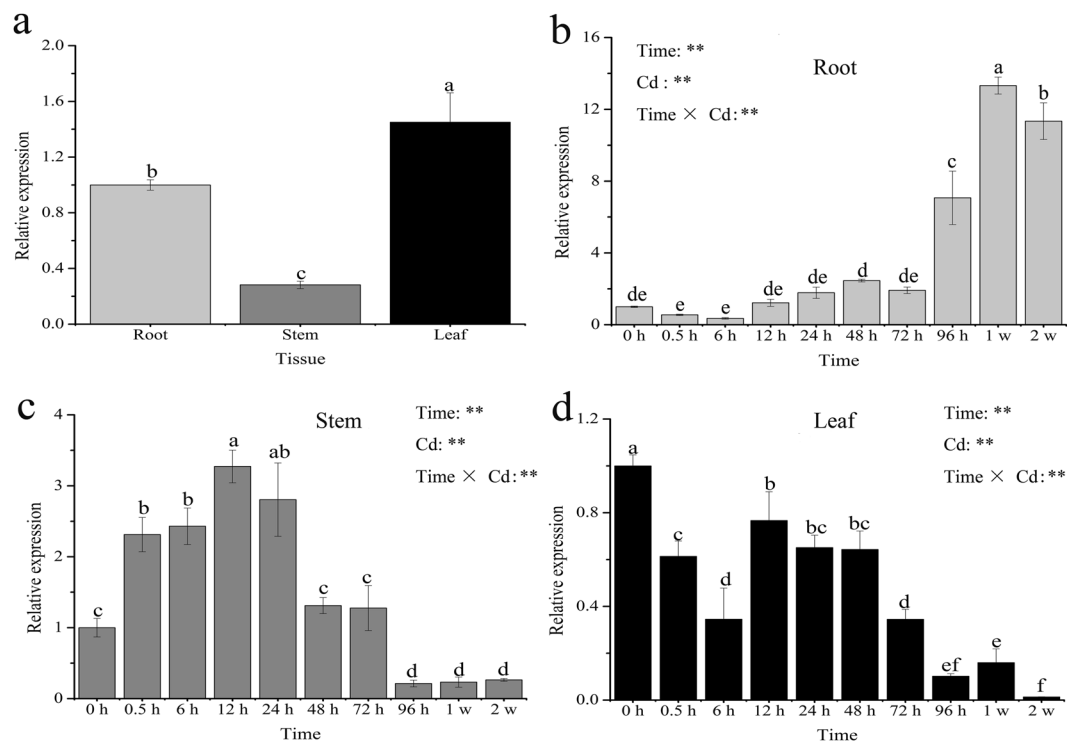 a
2.0
1.6
1.2
0.8
0.4
0.0
Relative expression
b
c
a
Root
Stem
Leaf
Tissue
b
Root
Time: **
Cd : **
Time × Cd: **
16
12
8
4
0
Relative expression
de
e
e
de
de
d
de
c
a
b
0 h
0.5 h
6 h
12 h
24 h
48 h
72 h
96 h
1 w
2 w
Time
c
Stem
Time: **
Cd: **
Time × Cd: **
4
3
2
1
0
Relative expression
c
b
b
a
ab
c
c
d
d
d
0 h
0.5 h
6 h
12 h
24 h
48 h
72 h
96 h
1 w
2 w
Time
d
Leaf
Time: **
Cd: **
Time × Cd: **
1.2
0.8
0.4
0.0
Relative expression
a
c
d
b
bc
bc
d
ef
e
f
0 h
0.5 h
6 h
12 h
24 h
48 h
72 h
96 h
1 w
2 w
Time